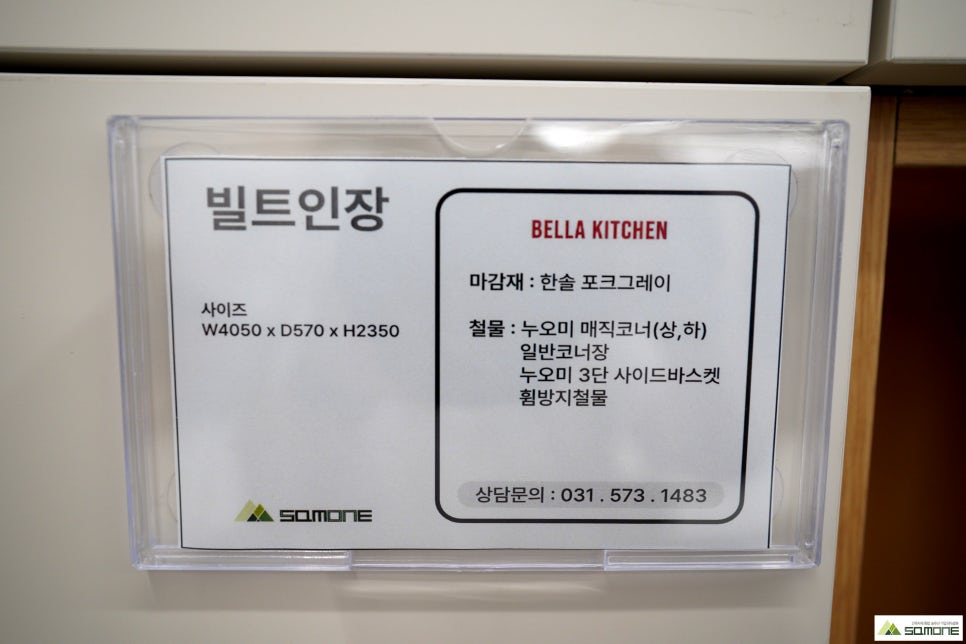 빌트인장
사이즈
W4050 x D570 x H2350
SAMONE
BELLA KITCHEN
마감재 : 한솔 포크그레이
철물 : 누오미 매직코너(상,하)
일반코너장
누오미 3단 사이드바스켓
휨방지철물
상담문의 : 031 . 573 . 1483
SAMONE